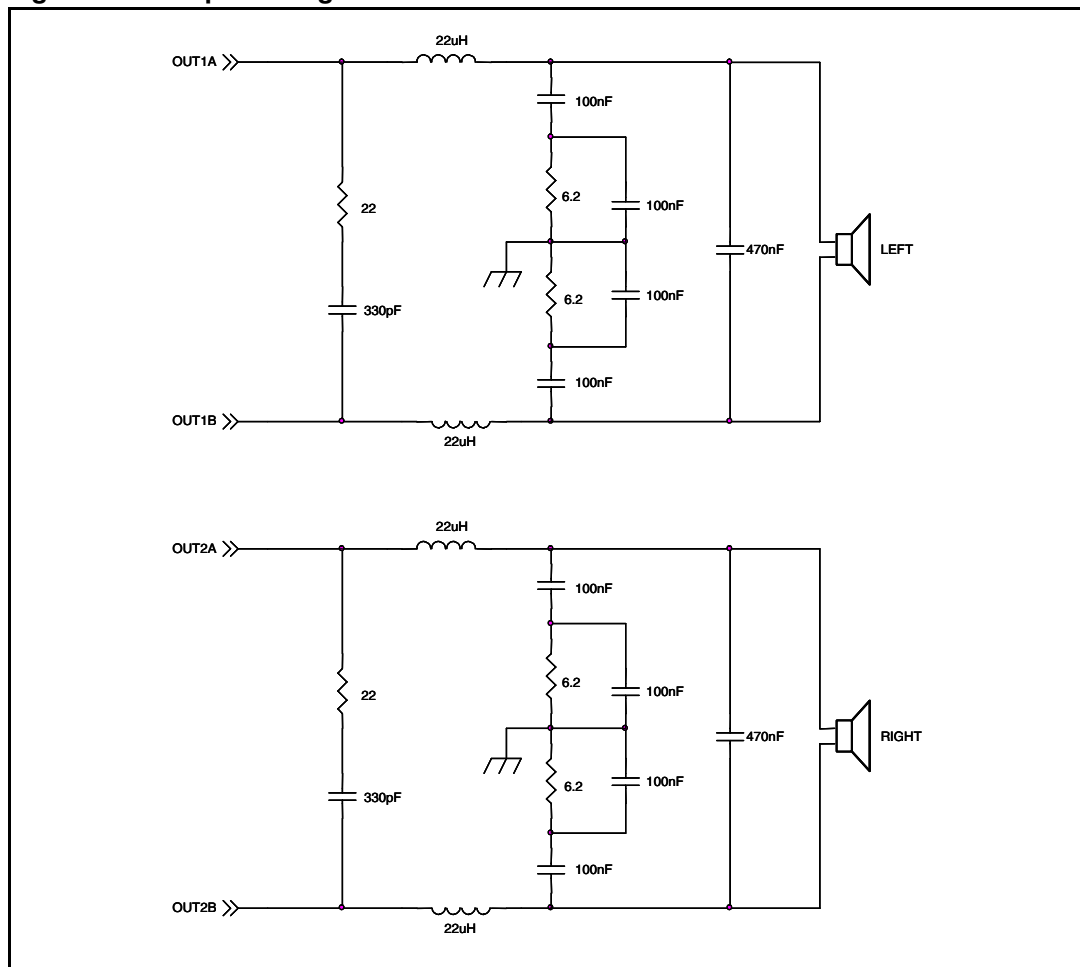 22uH
OUT1A
100nF
22
6.2
100nF
470nF
LEFT
6.2
100nF
330pF
100nF
OUT1B
22uH
22uH
OUT2A
100nF
22
6.2
100nF
470nF
RIGHT
6.2
100nF
330pF
100nF
OUT2B
22uH